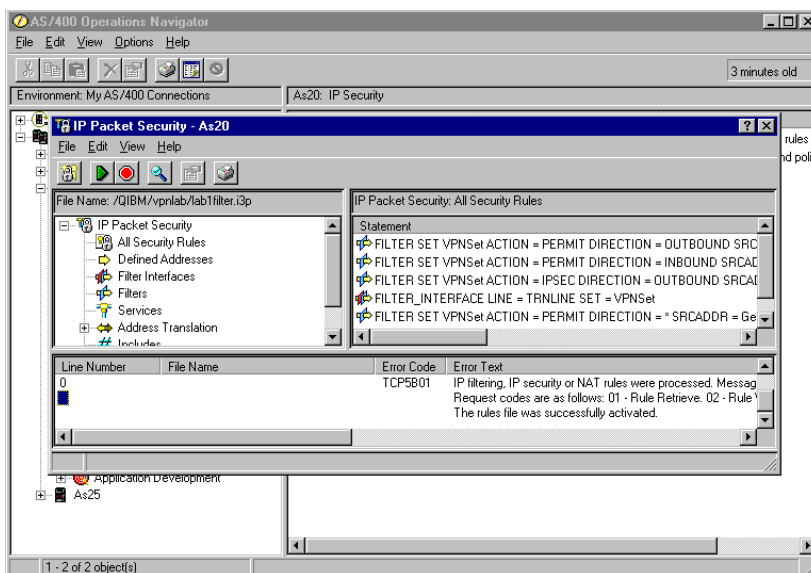 AS/400 Operations Navigator
File Edit View Options Help
3 minutes old
Environment: My AS/400 Connections
As20: IP Security
rules
nd poli
IP Packet Security - As20
File Edit View Help
File Name: /QIBM/vpnlab/lab1filter.i3p
IP Packet Security: All Security Rules
IP Packet Security
All Security Rules
Defined Addresses
Filter Interfaces
Filters
Services
Address Translation
Includes
Statement
FILTER SET VPNSet ACTION = PERMIT DIRECTION = OUTBOUND SRC
FILTER SET VPNSet ACTION = PERMIT DIRECTION = INBOUND SRCAD
FILTER SET VPNSet ACTION = IPSEC DIRECTION = OUTBOUND SRCAD
FILTER_INTERFACE LINE = TRNLINE SET = VPNSet
FILTER SET VPNSet ACTION = PERMIT DIRECTION = * SRCADDR = Ge
Line Number File Name Error Code Error Text
0 TCP5B01 IP filtering, IP security or NAT rules were processed. Messag
Request codes are as follows: 01 - Rule Retrieve. 02 - Rule
The rules file was successfully activated.
Application Development
As25
1 - 2 of 2 object(s)